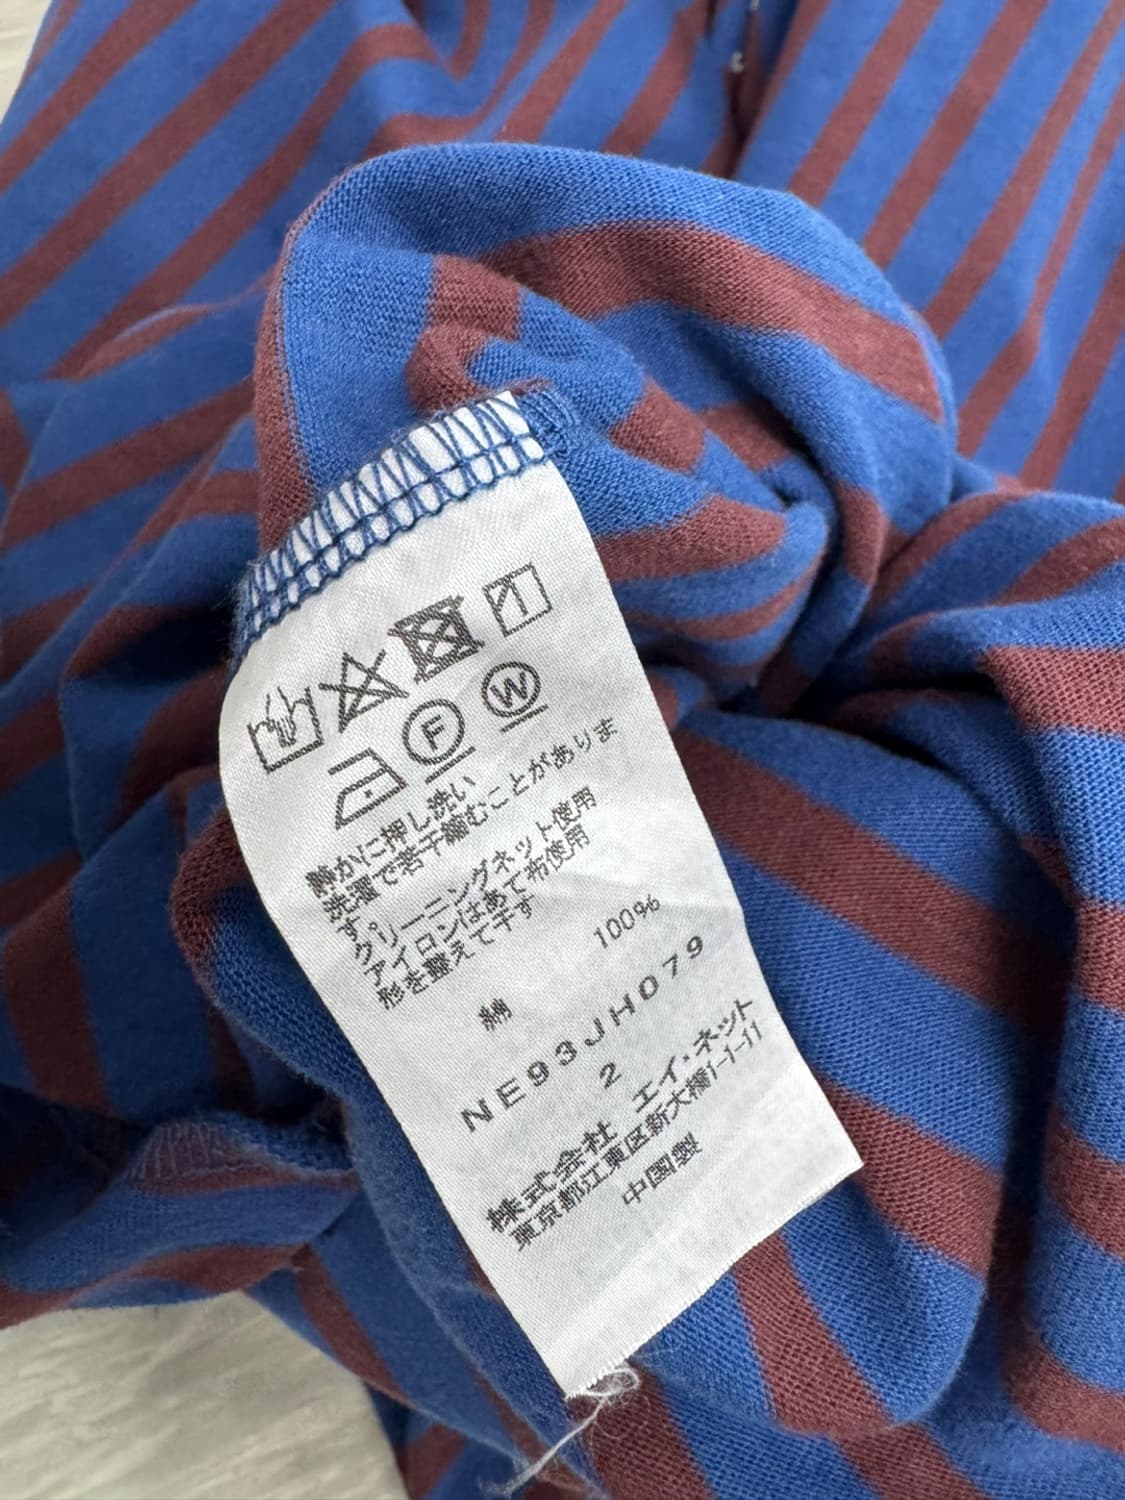 F
W
静かに押し洗い
洗濯で若干縮むことがありま
す。
クリーニングネット使用
アイロンはあて布使用
形を整えて干す
綿 100%
NE93JH079
2
株式会社 エイ・ネット
東京都江東区新大橋1-1-11
中国製